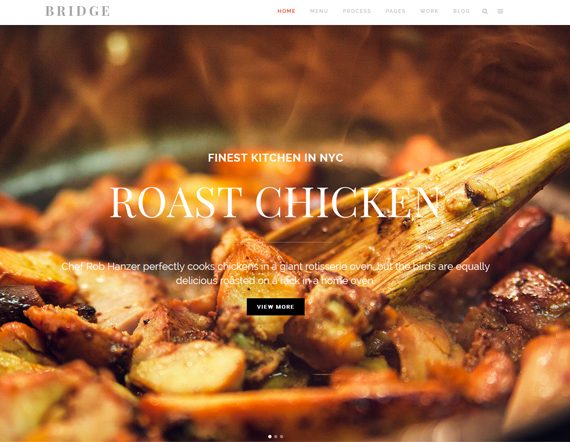 BRIDGE
HOME MENU PROCESS PAGES WORK BLOG
FINEST KITCHEN IN NYC
ROAST CHICKEN
Chef Rob Hanzer perfectly cooks chickens in a giant rotisserie oven, but the birds are equally
delicious roasted on a rack in a home oven.
VIEW MORE